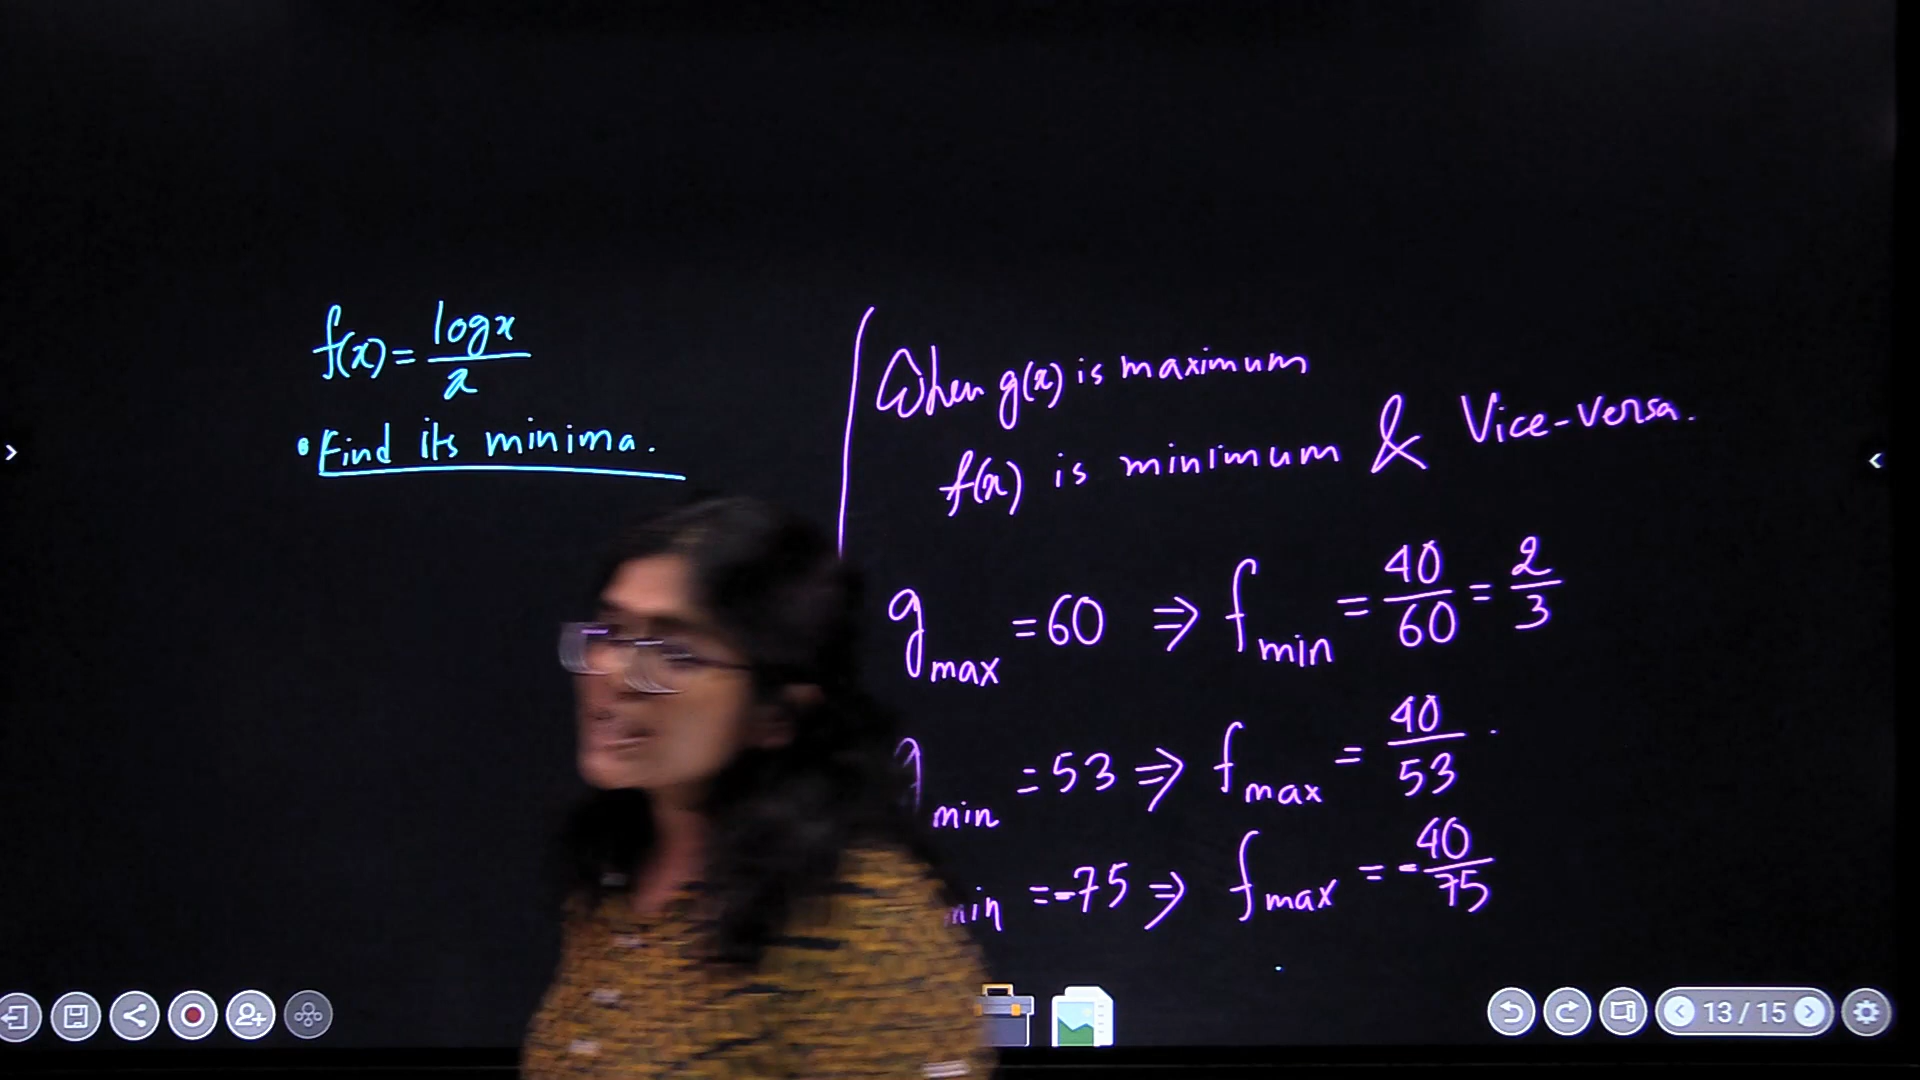 f(x) = log x / x
• Find its minima.
When g(x) is maximum
f(x) is minimum & Vice-versa.
g max = 60 ⇒ f min = 40/60 = 2/3
g min = 53 ⇒ f max = 40/53 .
min = -75 ⇒ f max = -40/75
13 / 15